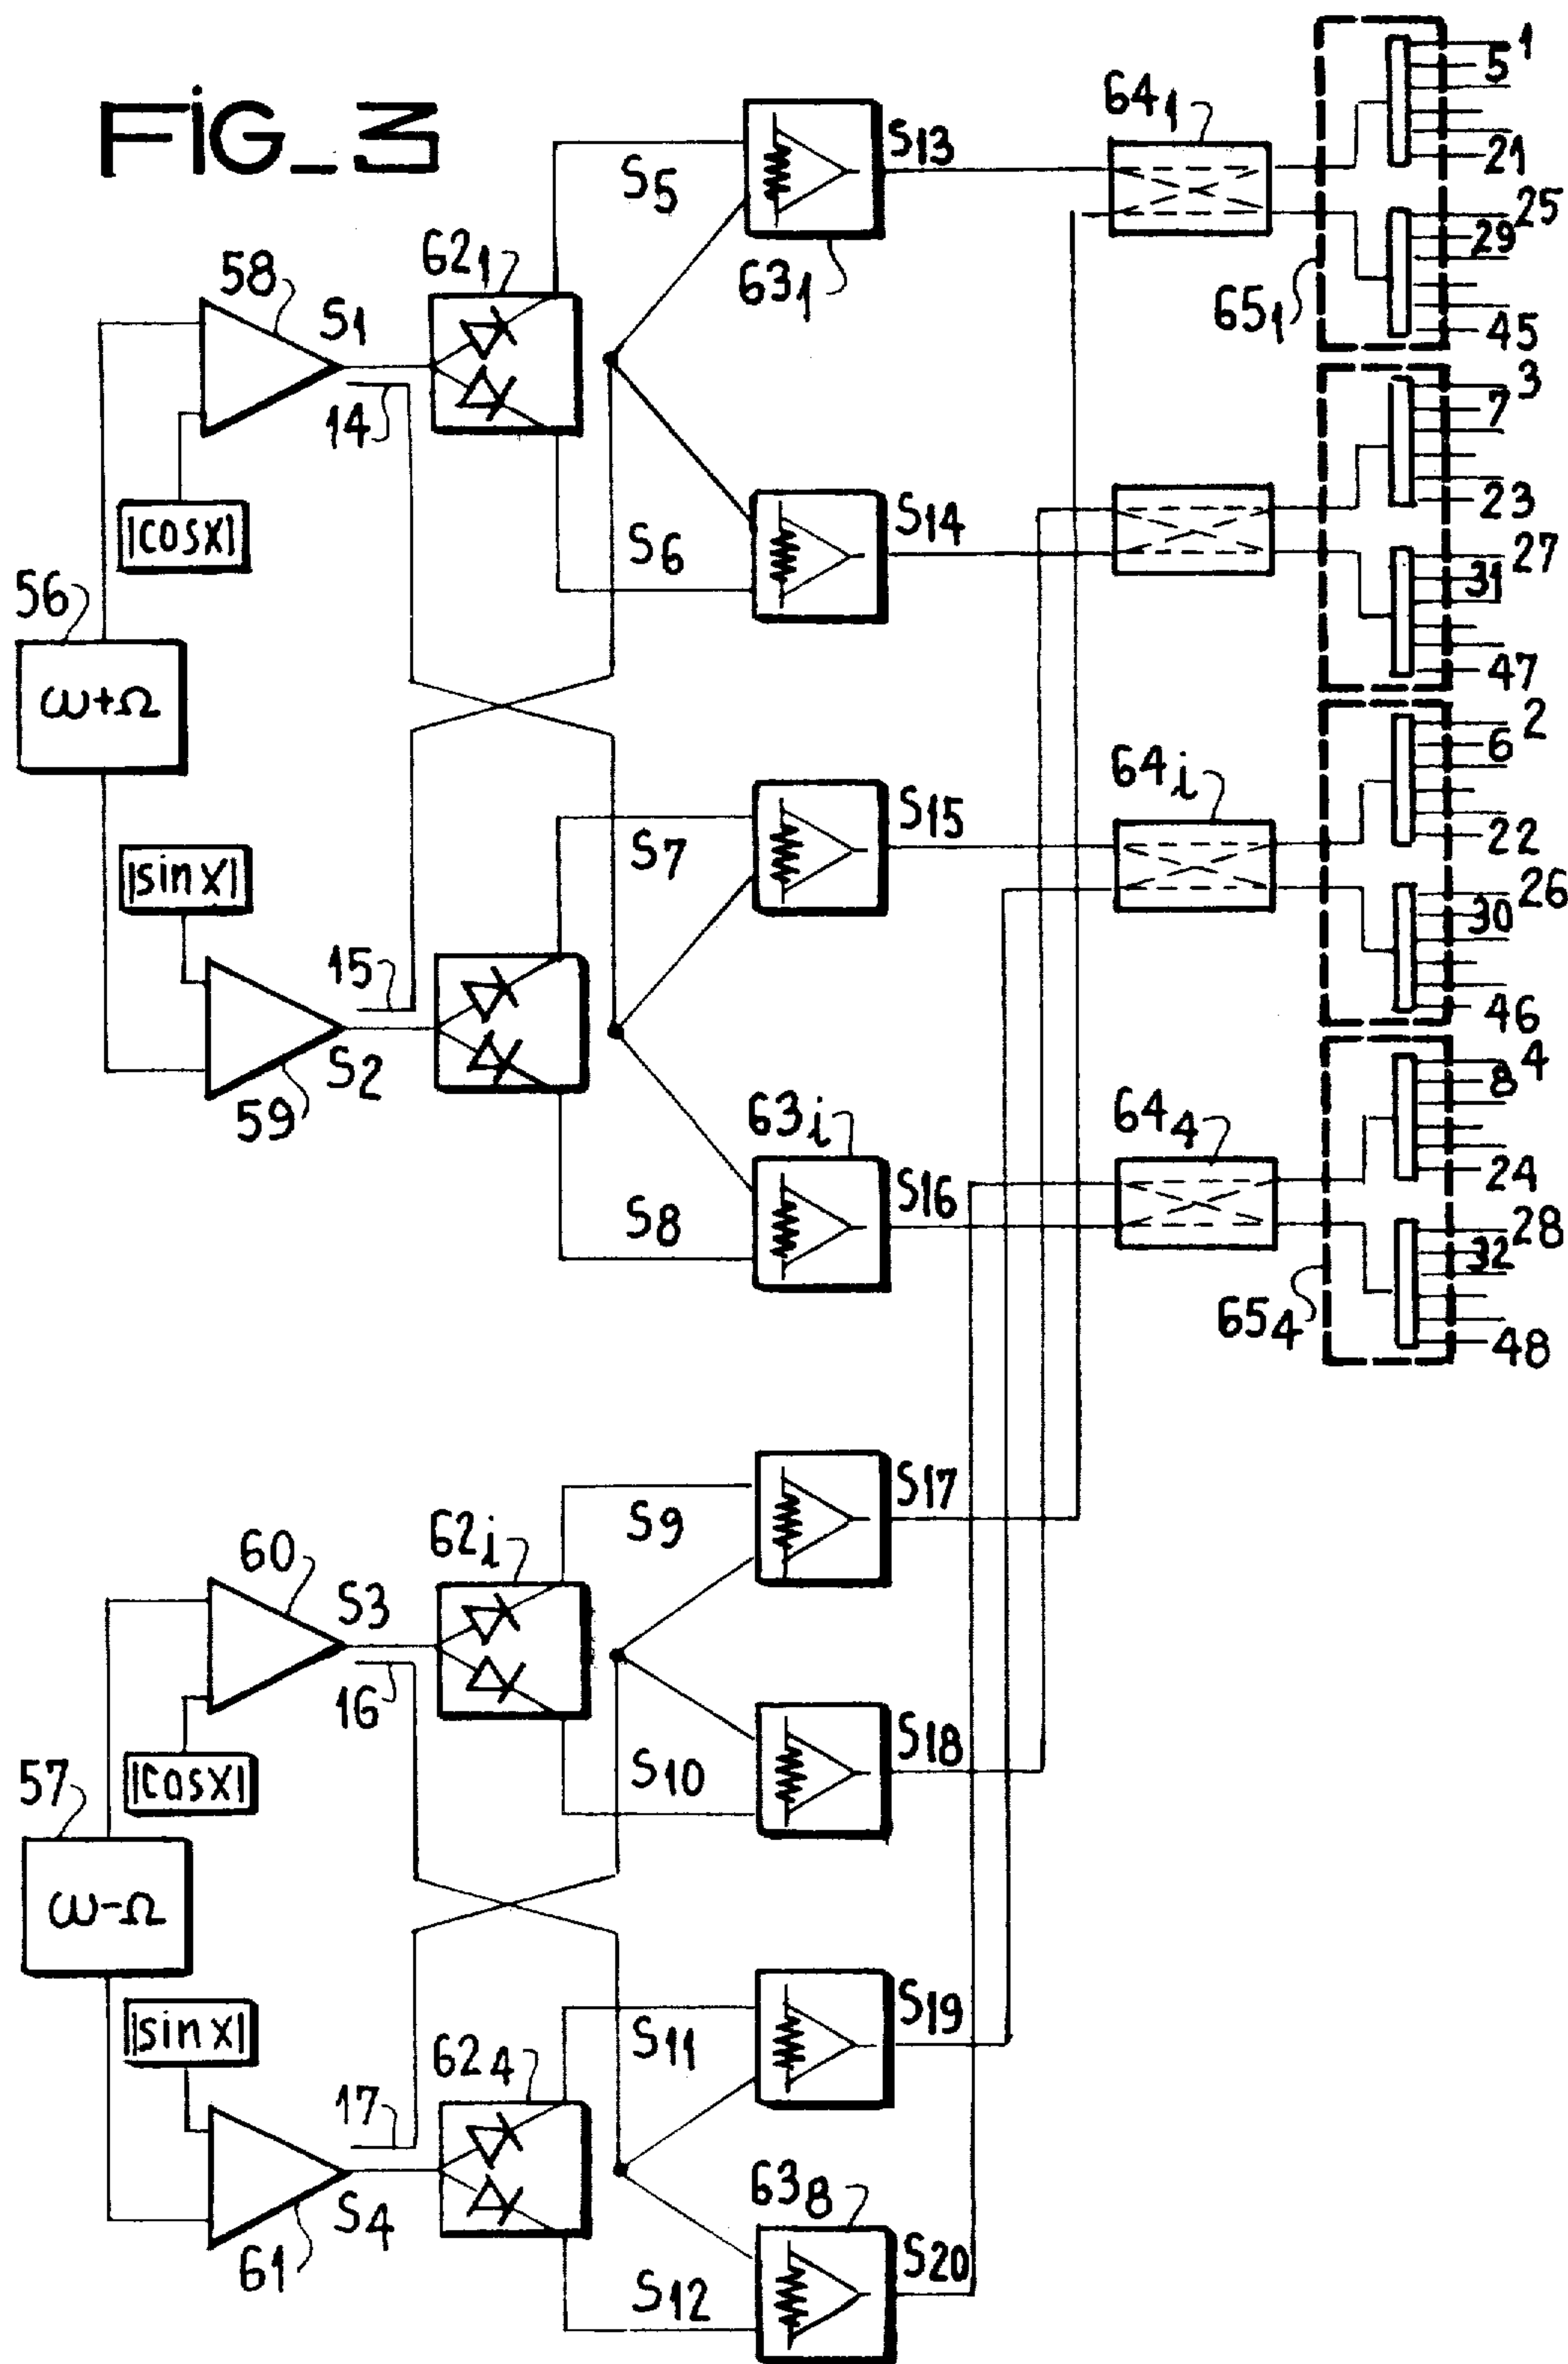 FiG_3
64₁
1
5
S13
S5
21
25
58
62₁
29
S1
63₁
65₁
45
14
3
7
|cosx|
S14
23
S6
27
56
31
ω+Ω
47
2
6
64i
S15
S7
22
|sinx|
26
15
30
S2
46
59
4
8
63i
64₄
S16
24
S8
28
32
65₄
48
S17
S9
60
62i
S3
16
S18
57
|cosx|
S10
ω-Ω
S19
|sinx|
S11
62₄
17
63₈
S4
S20
61
S12